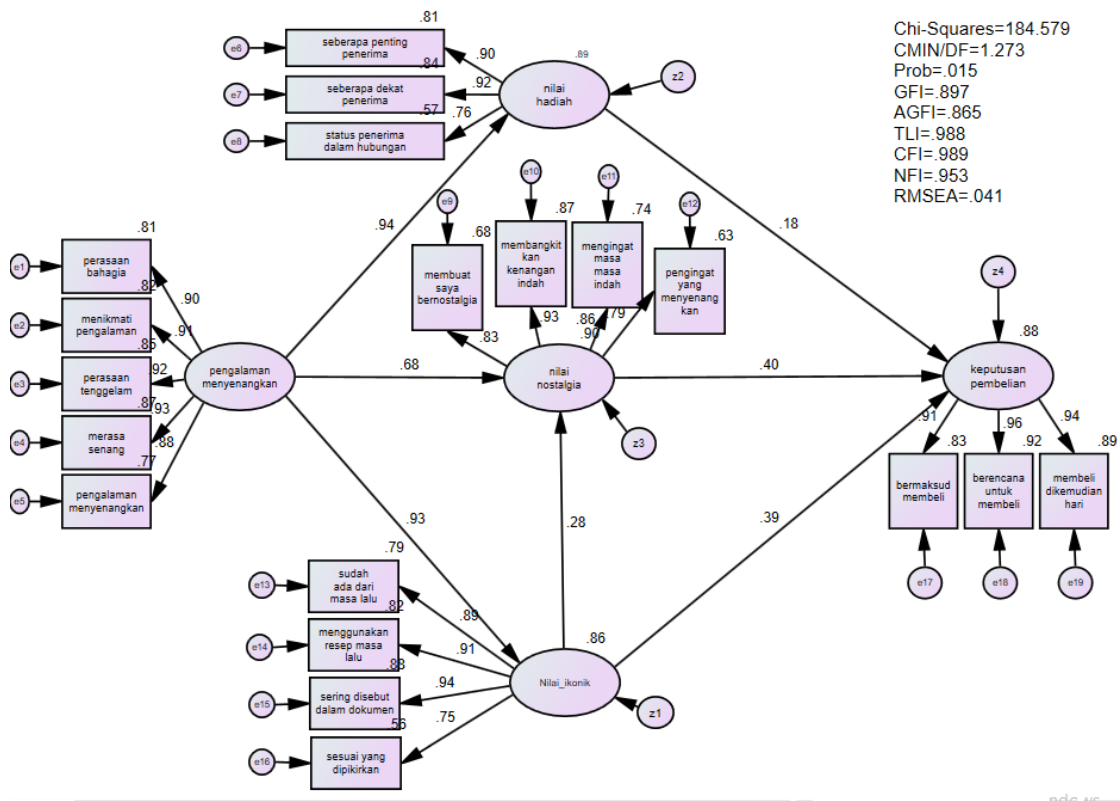 Chi-Squares=184.579
CMIN/DF=1.273
Prob=.015
GFI=.897
AGFI=.865
TLI=.988
CFI=.989
NFI=.953
RMSEA=.041
.81
e6
seberapa penting
penerima
.90
.84
e7
seberapa dekat
penerima
.92
.57
e8
status penerima
dalam hubungan
.76
.89
nilai
hadiah
z2
.94
.18
e9
.68
membuat
saya
bernostalgia
.83
e10
.87
membangkit
kan
kenangan
indah
.93
e11
.74
mengingat
masa
masa
indah
.86
e12
.63
pengingat
yang
menyenang
kan
.79
.90
nilai
nostalgia
z3
.81
e1
perasaan
bahagia
.90
.82
e2
menikmati
pengalaman
.91
.85
e3
perasaan
tenggelam
.92
.87
e4
merasa
senang
.93
.77
e5
pengalaman
menyenangkan
.88
pengalaman
menyenangkan
.68
.40
z4
.88
keputusan
pembelian
.91
.96
.94
.83
bermaksud
membeli
.92
berencana
untuk
membeli
.89
membeli
dikemudian
hari
e17
e18
e19
.93
.28
.39
.79
e13
sudah
ada dari
masa lalu
.89
.82
e14
menggunakan
resep masa
lalu
.91
.88
e15
sering disebut
dalam dokumen
.94
.56
e16
sesuai yang
dipikirkan
.75
.86
Nilai_ikonik
z1